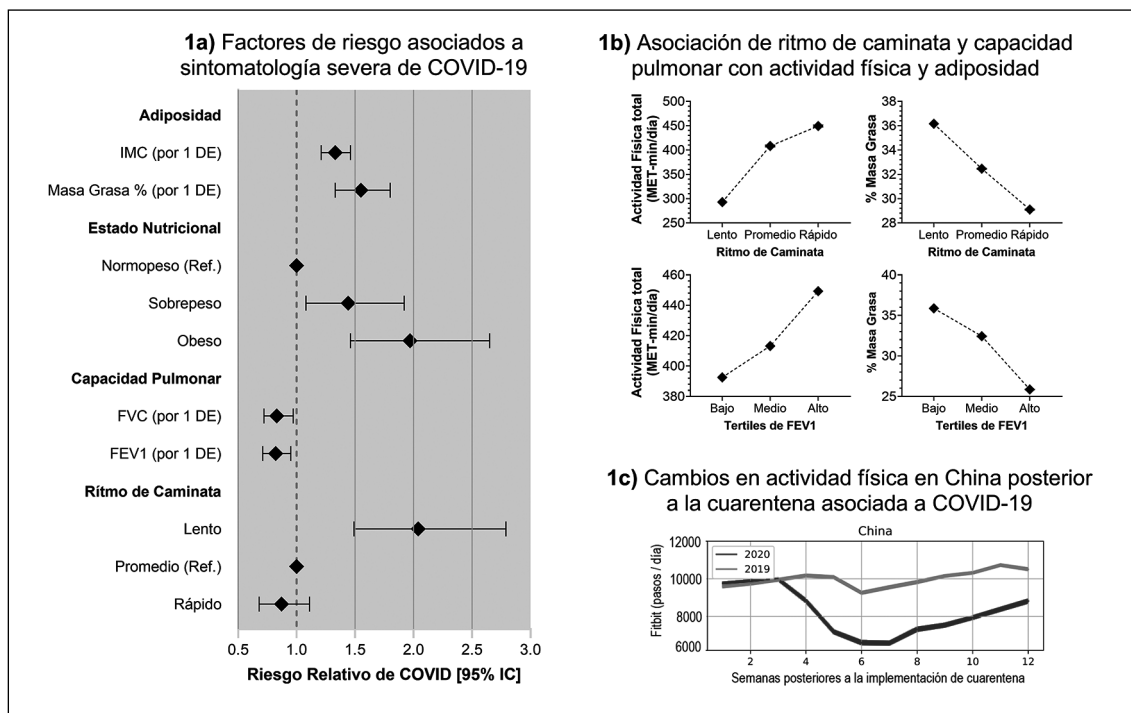 1a) Factores de riesgo asociados a
sintomatología severa de COVID-19
Adiposidad
IMC (por 1 DE)
Masa Grasa % (por 1 DE)
Estado Nutricional
Normopeso (Ref.)
Sobrepeso
Obeso
Capacidad Pulmonar
FVC (por 1 DE)
FEV1 (por 1 DE)
Rítmo de Caminata
Lento
Promedio (Ref.)
Rápido
0.5 1.0 1.5 2.0 2.5 3.0
Riesgo Relativo de COVID [95% IC]
1b) Asociación de ritmo de caminata y capacidad
pulmonar con actividad física y adiposidad
Actividad Física total
(MET-min/día)
500
450
400
350
300
250
Lento Promedio Rápido
Ritmo de Caminata
% Masa Grasa
38
36
34
32
30
28
Lento Promedio Rápido
Ritmo de Caminata
Actividad Física total
(MET-min/día)
460
440
420
400
380
Bajo Medio Alto
Tertiles de FEV1
% Masa Grasa
40
35
30
25
Bajo Medio Alto
Tertiles de FEV1
1c) Cambios en actividad física en China posterior
a la cuarentena asociada a COVID-19
China
Fitbit (pasos / día)
12000
10000
8000
6000
2020
2019
2 4 6 8 10 12
Semanas posteriores a la implementación de cuarentena